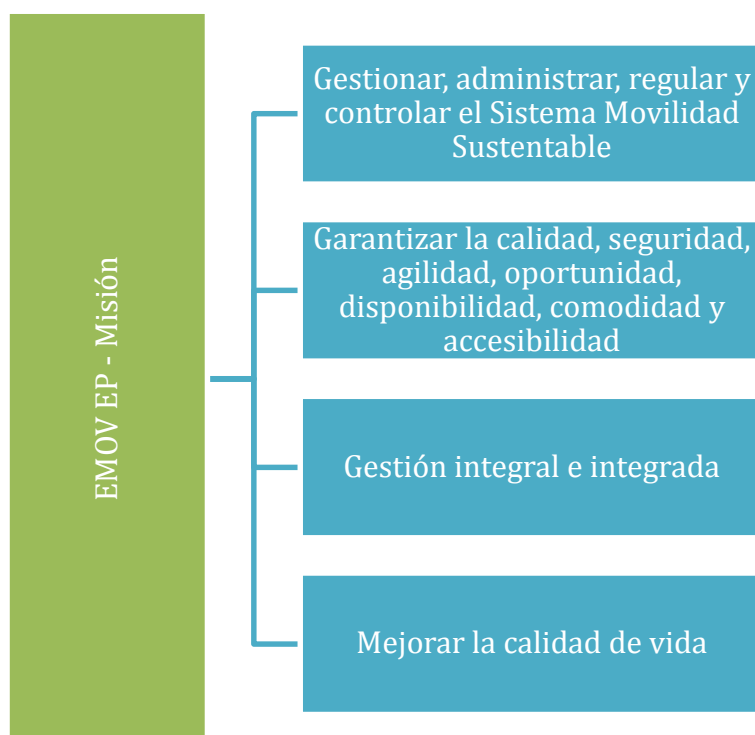 EMOV EP - Misión
Gestionar, administrar, regular y
controlar el Sistema Movilidad
Sustentable
Garantizar la calidad, seguridad,
agilidad, oportunidad,
disponibilidad, comodidad y
accesibilidad
Gestión integral e integrada
Mejorar la calidad de vida